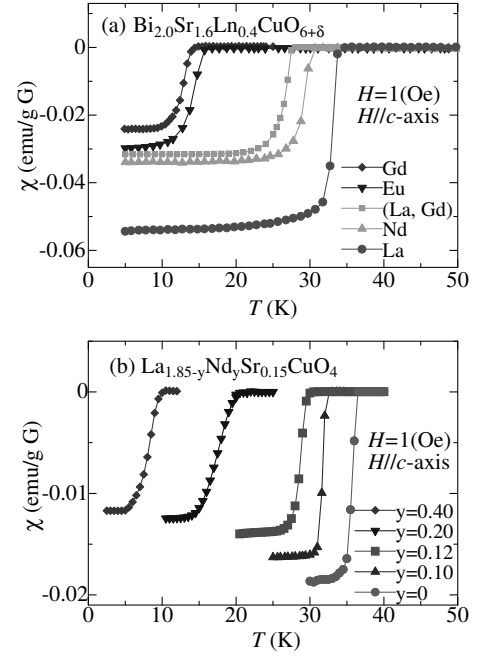 (a) Bi2.0Sr1.6Ln0.4CuO6+δ
0
-0.02
-0.04
-0.06
χ (emu/g G)
H=1(Oe)
H//c-axis
Gd
Eu
(La, Gd)
Nd
La
0 10 20 30 40 50
T (K)
(b) La1.85-yNdySr0.15CuO4
0
-0.01
-0.02
χ (emu/g G)
H=1(Oe)
H//c-axis
y=0.40
y=0.20
y=0.12
y=0.10
y=0
0 10 20 30 40 50
T (K)